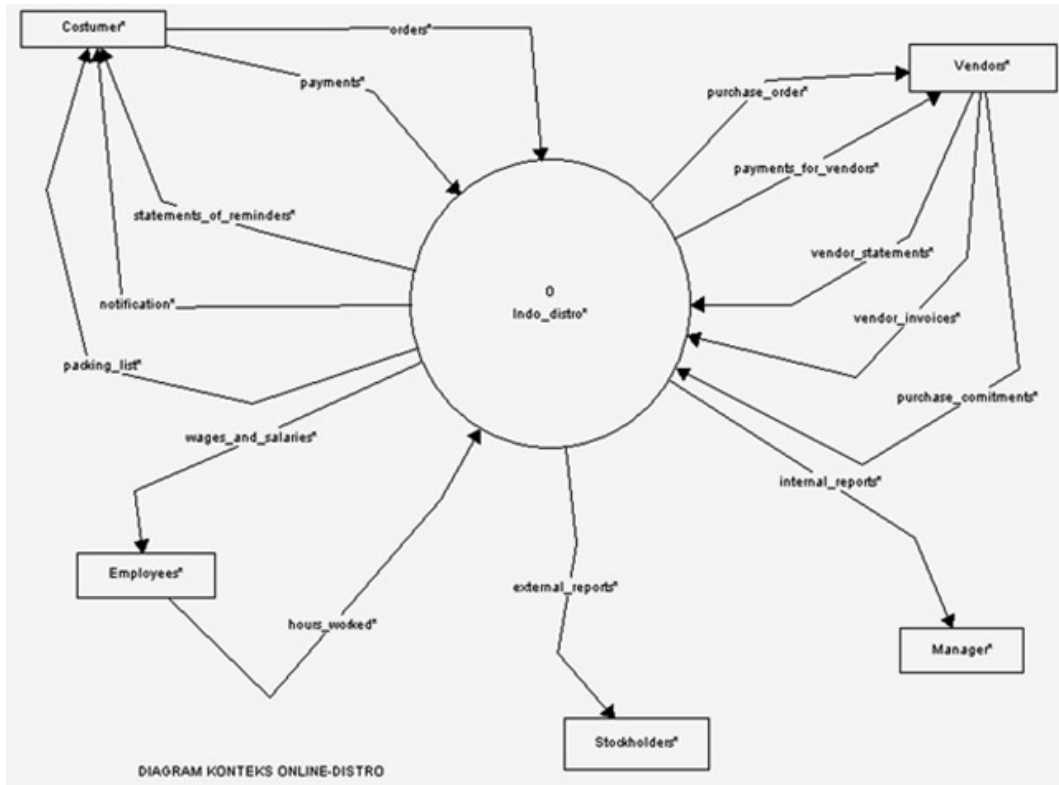 Costumer*
orders*
payments*
Vendors*
purchase_order*
payments_for_vendors*
statements_of_reminders*
vendor_statements*
notification*
0
Indo_distro*
vendor_invoices*
packing_list*
purchase_comitments*
wages_and_salaries*
internal_reports*
Employees*
external_reports*
hours_worked*
Manager*
Stockholders*
DIAGRAM KONTEKS ONLINE-DISTRO